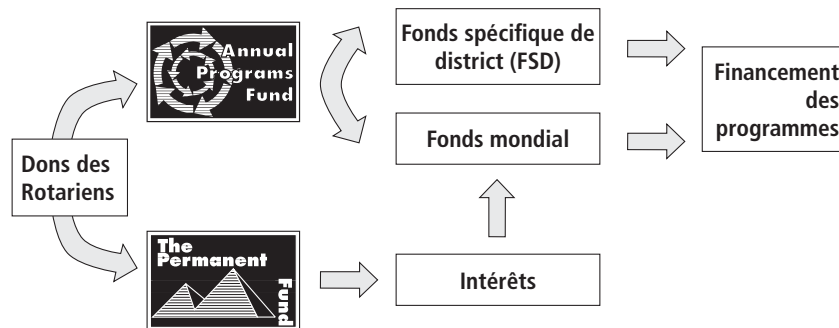 Dons des
Rotariens
Annual
Programs
Fund
Fonds spécifique de
district (FSD)
Fonds mondial
Financement
des
programmes
The
Permanent
Fund
Intérêts